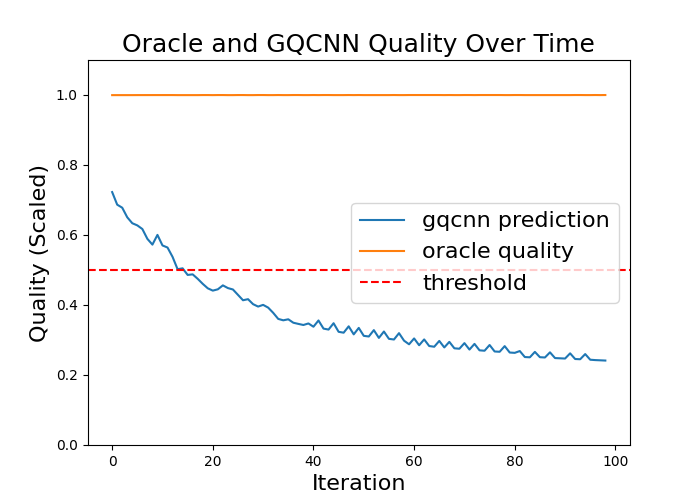 Oracle and GQCNN Quality Over Time
Quality (Scaled)
1.0
0.8
0.6
0.4
0.2
0.0
gqcnn prediction
oracle quality
threshold
0 20 40 60 80 100
Iteration